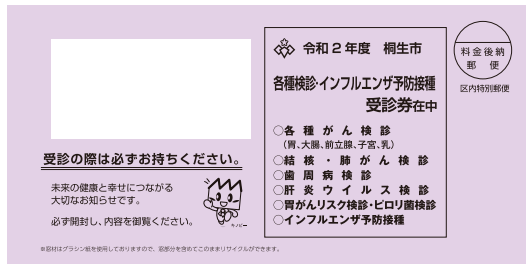 令和２年度　桐生市
各種検診・インフルエンザ予防接種
受診券在中
○各種がん検診
（胃、大腸、前立腺、子宮、乳）
○結核・肺がん検診
○歯周病検診
○肝炎ウイルス検診
○胃がんリスク検診・ピロリ菌検診
○インフルエンザ予防接種
料金後納
郵便
区内特別郵便
受診の際は必ずお持ちください。
未来の健康と幸せにつながる
大切なお知らせです。
必ず開封し、内容を御覧ください。
キノピー
※窓材はグラシン紙を使用しておりますので、窓部分を含めてこのままリサイクルができます。